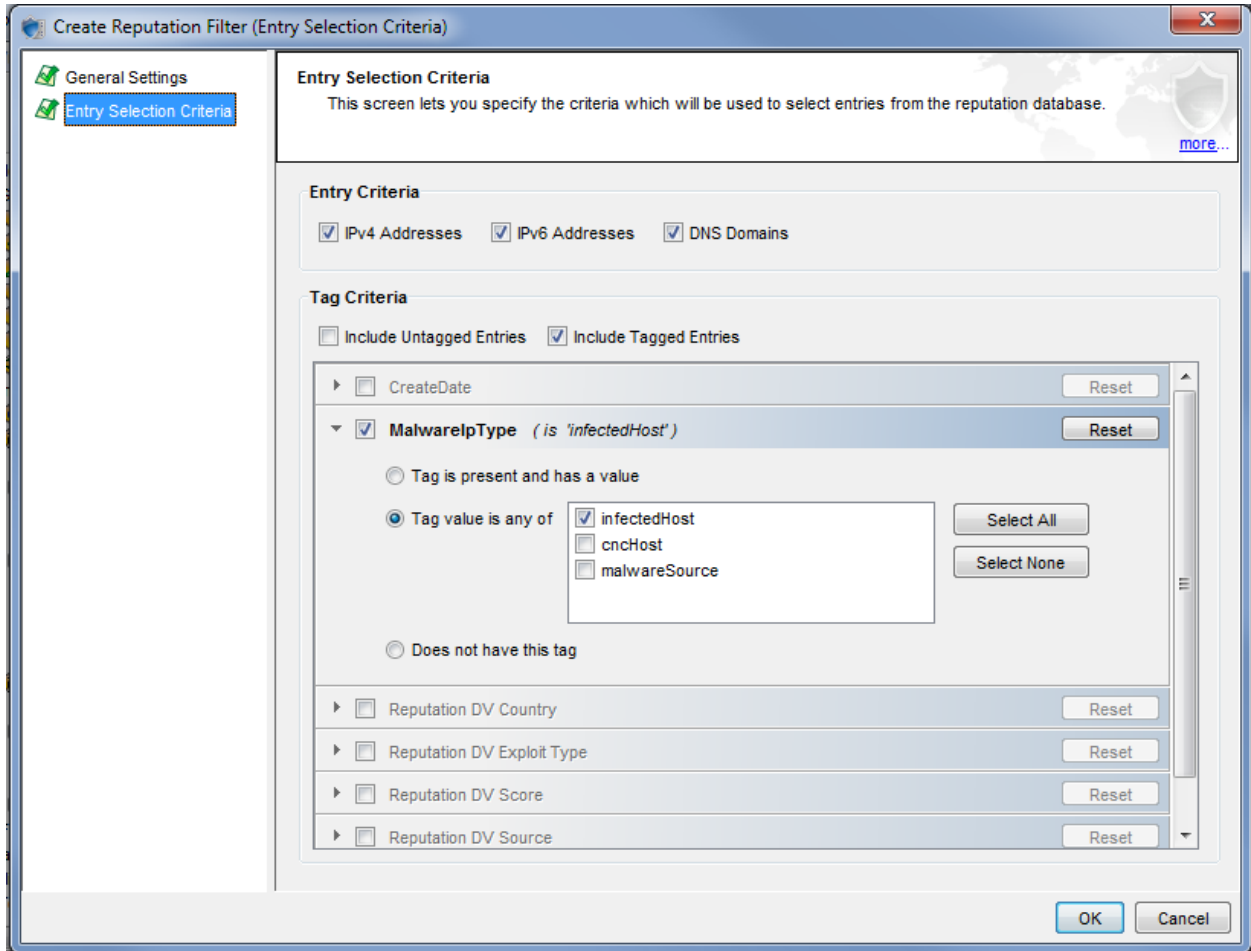 Create Reputation Filter (Entry Selection Criteria)
General Settings
Entry Selection Criteria
Entry Selection Criteria
This screen lets you specify the criteria which will be used to select entries from the reputation database.
more...
Entry Criteria
IPv4 Addresses IPv6 Addresses DNS Domains
Tag Criteria
Include Untagged Entries Include Tagged Entries
CreateDate Reset
MalwareIpType ( is 'infectedHost' ) Reset
Tag is present and has a value
Tag value is any of infectedHost Select All
cncHost
malwareSource Select None
Does not have this tag
Reputation DV Country Reset
Reputation DV Exploit Type Reset
Reputation DV Score Reset
Reputation DV Source Reset
OK Cancel